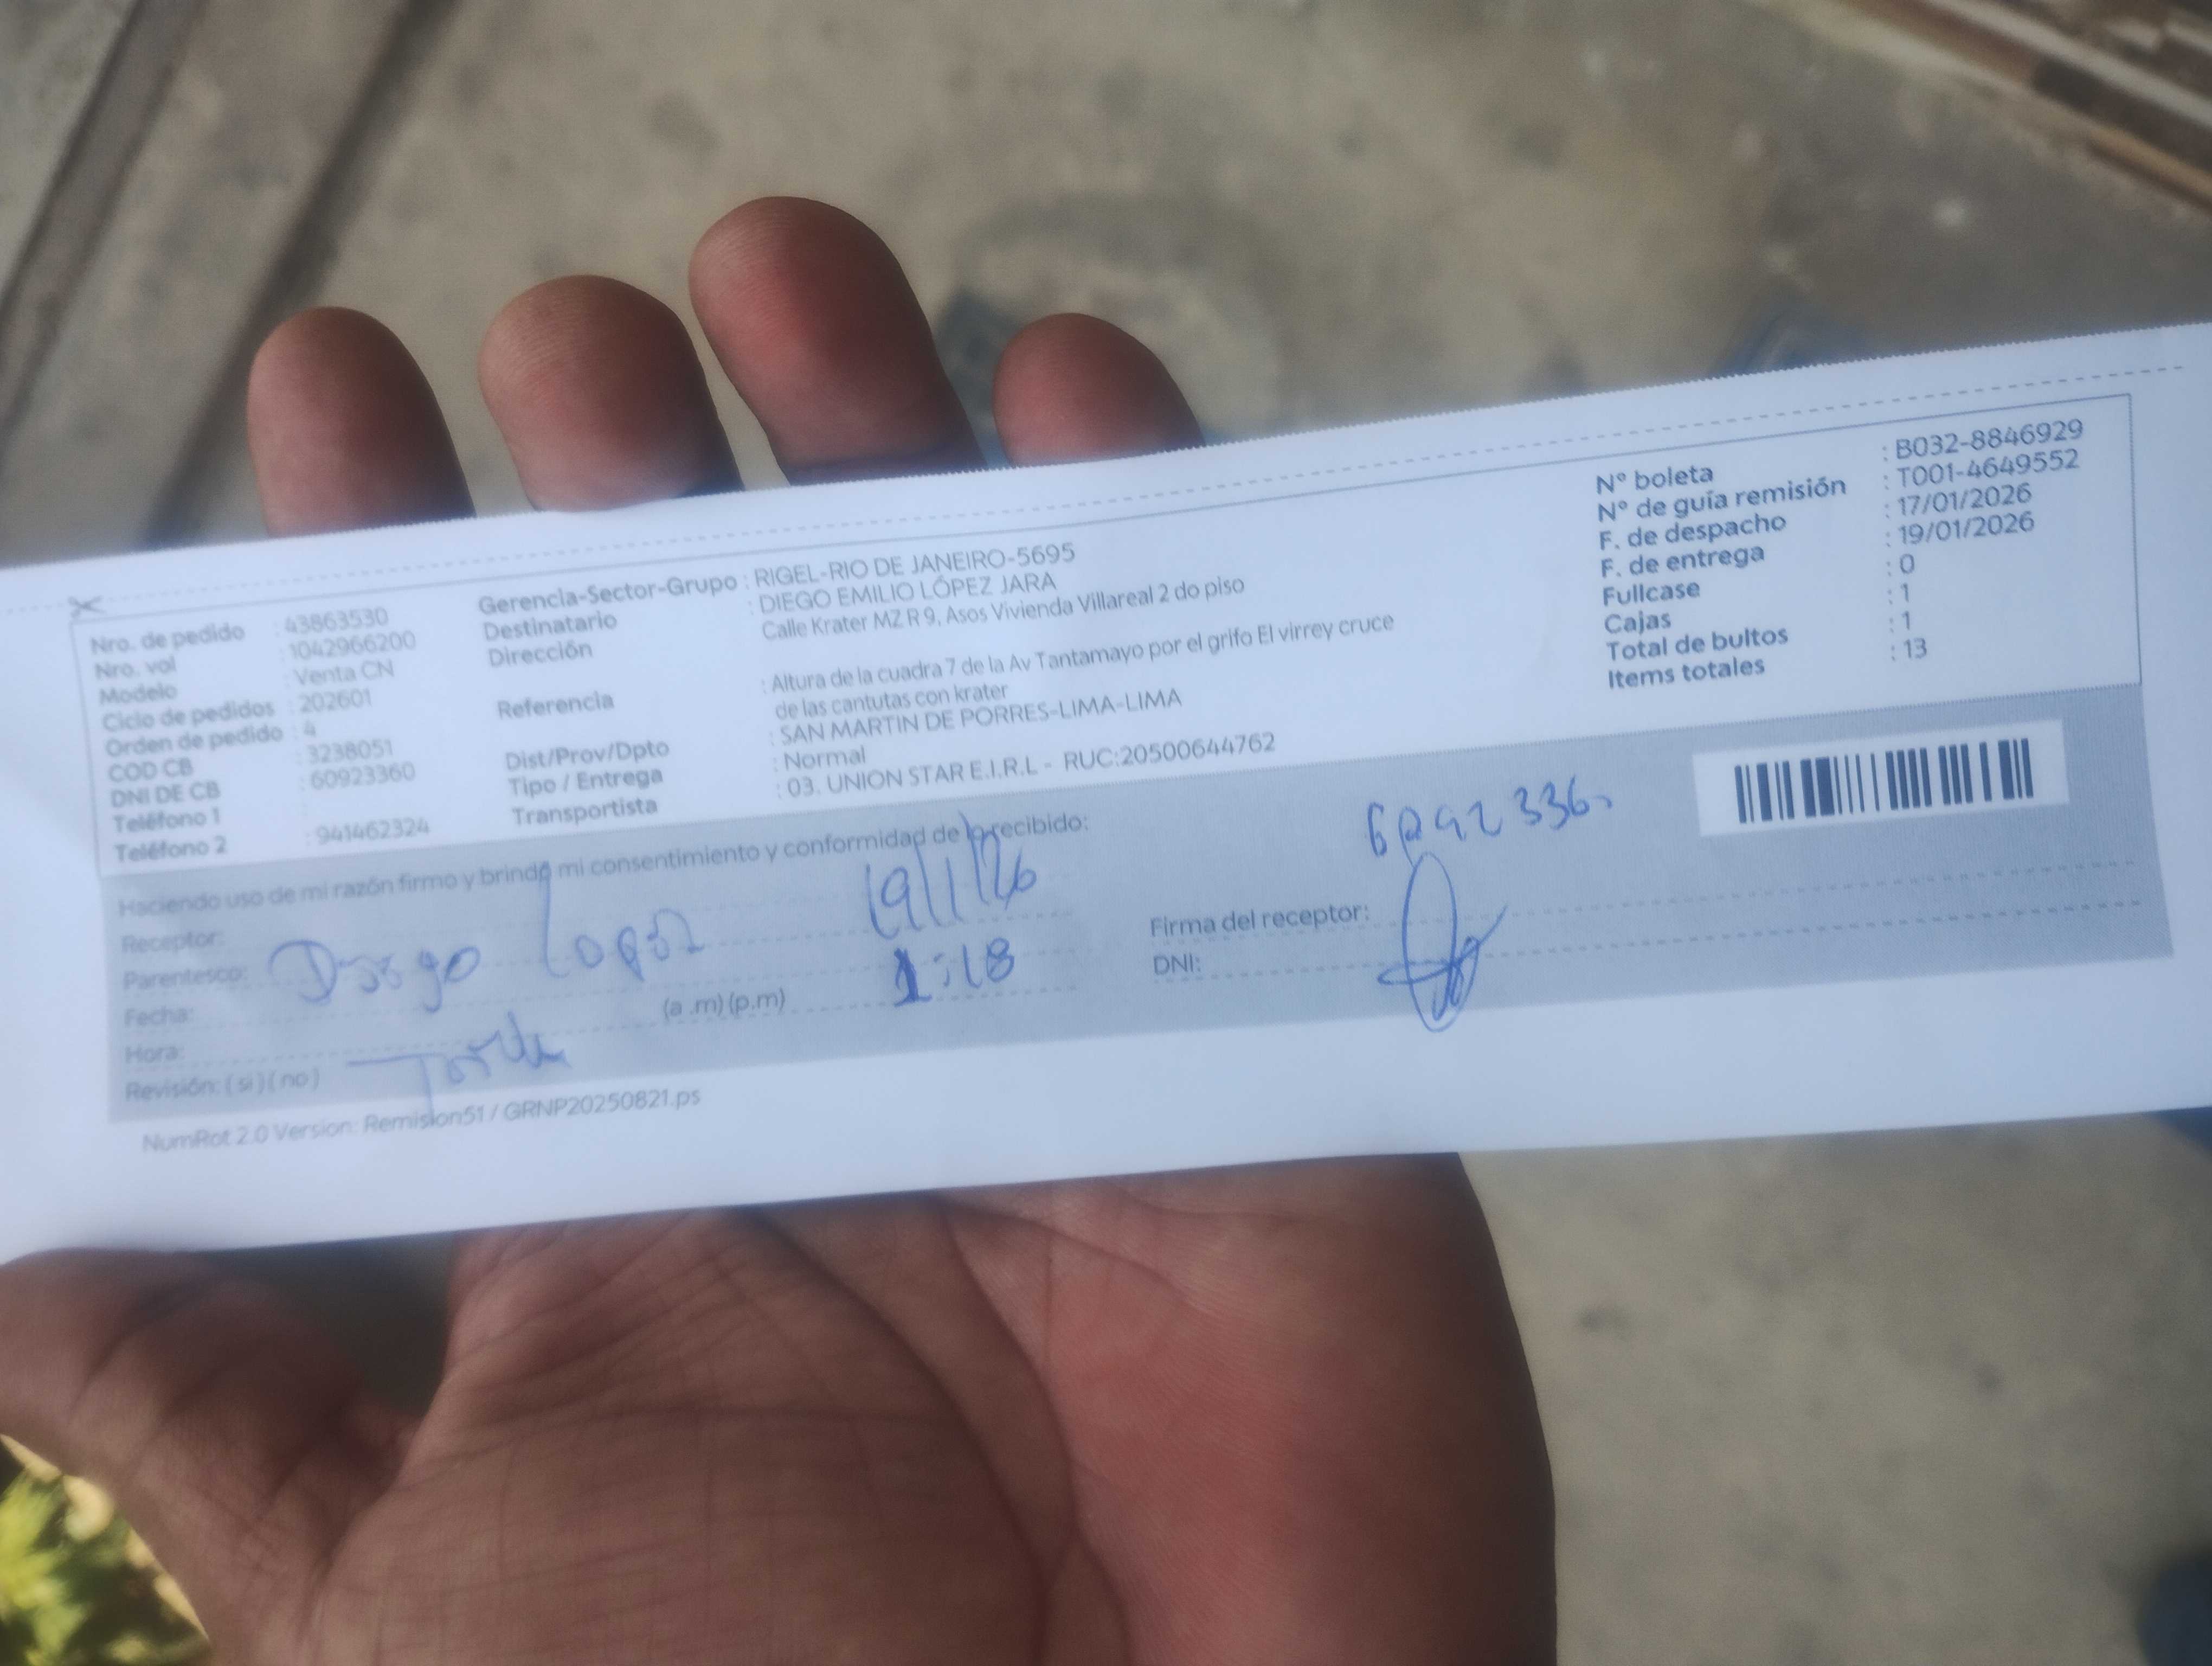 Nro. de pedido : 43863530
Nro. vol : 1042966200
Modelo : Venta CN
Ciclo de pedidos : 202601
Orden de pedido : 4
COD CB : 3238051
DNI DE CB : 60923360
Teléfono 1
Teléfono 2 : 941462324
Gerencia-Sector-Grupo : RIGEL-RIO DE JANEIRO-5695
Destinatario : DIEGO EMILIO LÓPEZ JARA
Dirección Calle Krater MZ R 9, Asos Vivienda Villareal 2 do piso
Referencia : Altura de la cuadra 7 de la Av Tantamayo por el grifo El virrey cruce
de las cantutas con krater
Dist/Prov/Dpto : SAN MARTIN DE PORRES-LIMA-LIMA
Tipo / Entrega : Normal
Transportista : 03. UNION STAR E.I.R.L - RUC:20500644762
N° boleta : B032-8846929
N° de guía remisión : T001-4649552
F. de despacho : 17/01/2026
F. de entrega : 19/01/2026
Fullcase : 0
Cajas : 1
Total de bultos : 1
Items totales : 13
Haciendo uso de mi razón firmo y brindo mi consentimiento y conformidad de lo recibido:
Receptor:
Parentesco: Diego Lopez
Fecha: 19/1/26
Hora: (a .m) (p.m) 1:18
Revisión: ( si ) ( no )
Firma del receptor:
DNI:
NumRot 2.0 Version: Remision51 / GRNP20250821.ps